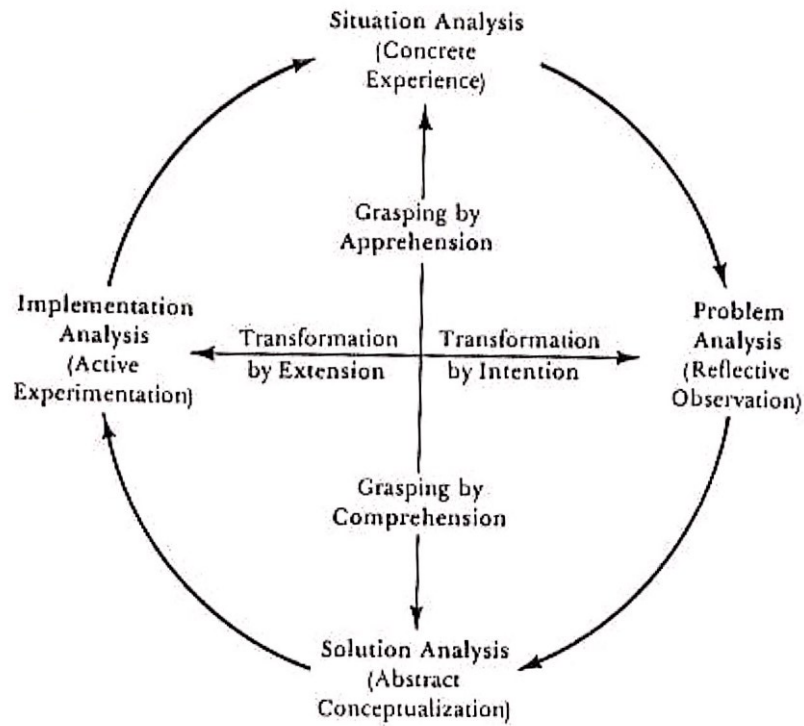 Situation Analysis
(Concrete
Experience)
Grasping by
Apprehension
Implementation
Analysis
(Active
Experimentation)
Transformation
by Extension
Transformation
by Intention
Problem
Analysis
(Reflective
Observation)
Grasping by
Comprehension
Solution Analysis
(Abstract
Conceptualization)